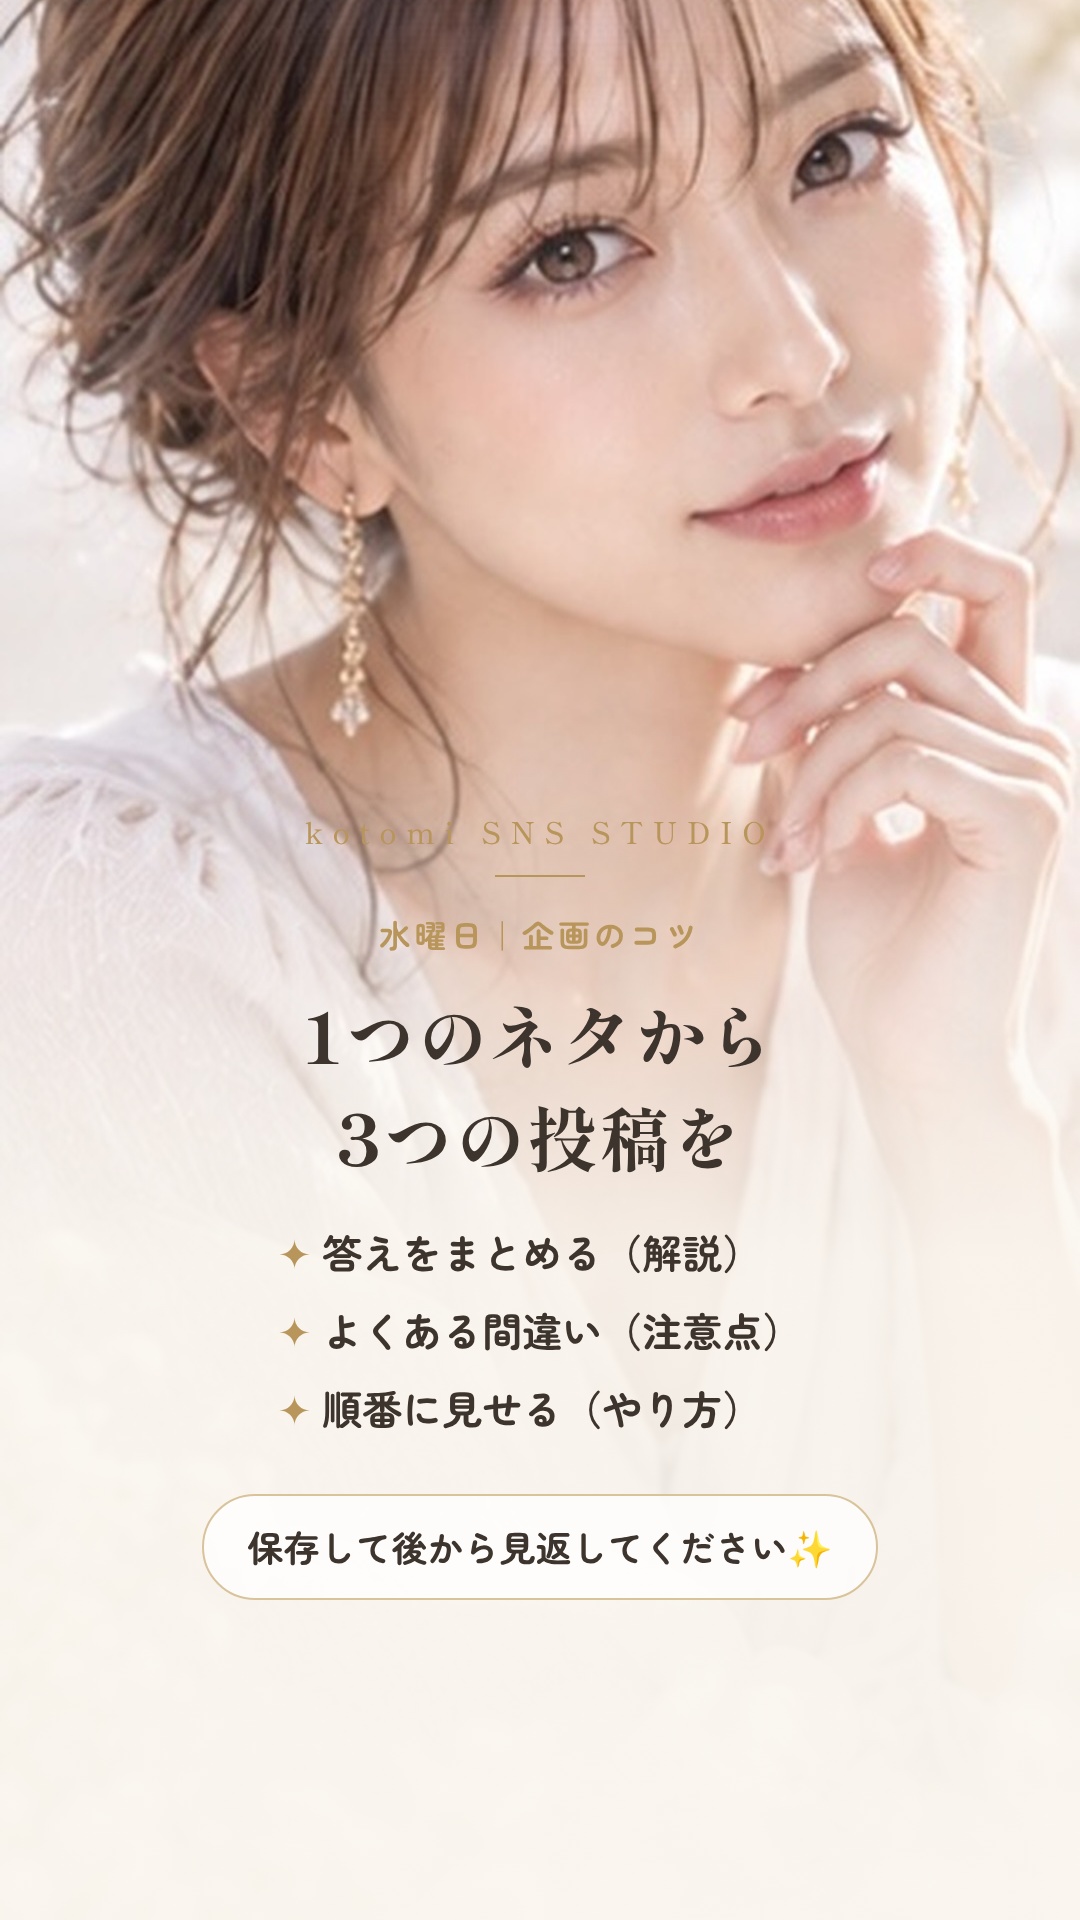 kotomi SNS STUDIO
水曜日｜企画のコツ
1つのネタから
3つの投稿を
✦ 答えをまとめる（解説）
✦ よくある間違い（注意点）
✦ 順番に見せる（やり方）
保存して後から見返してください✨